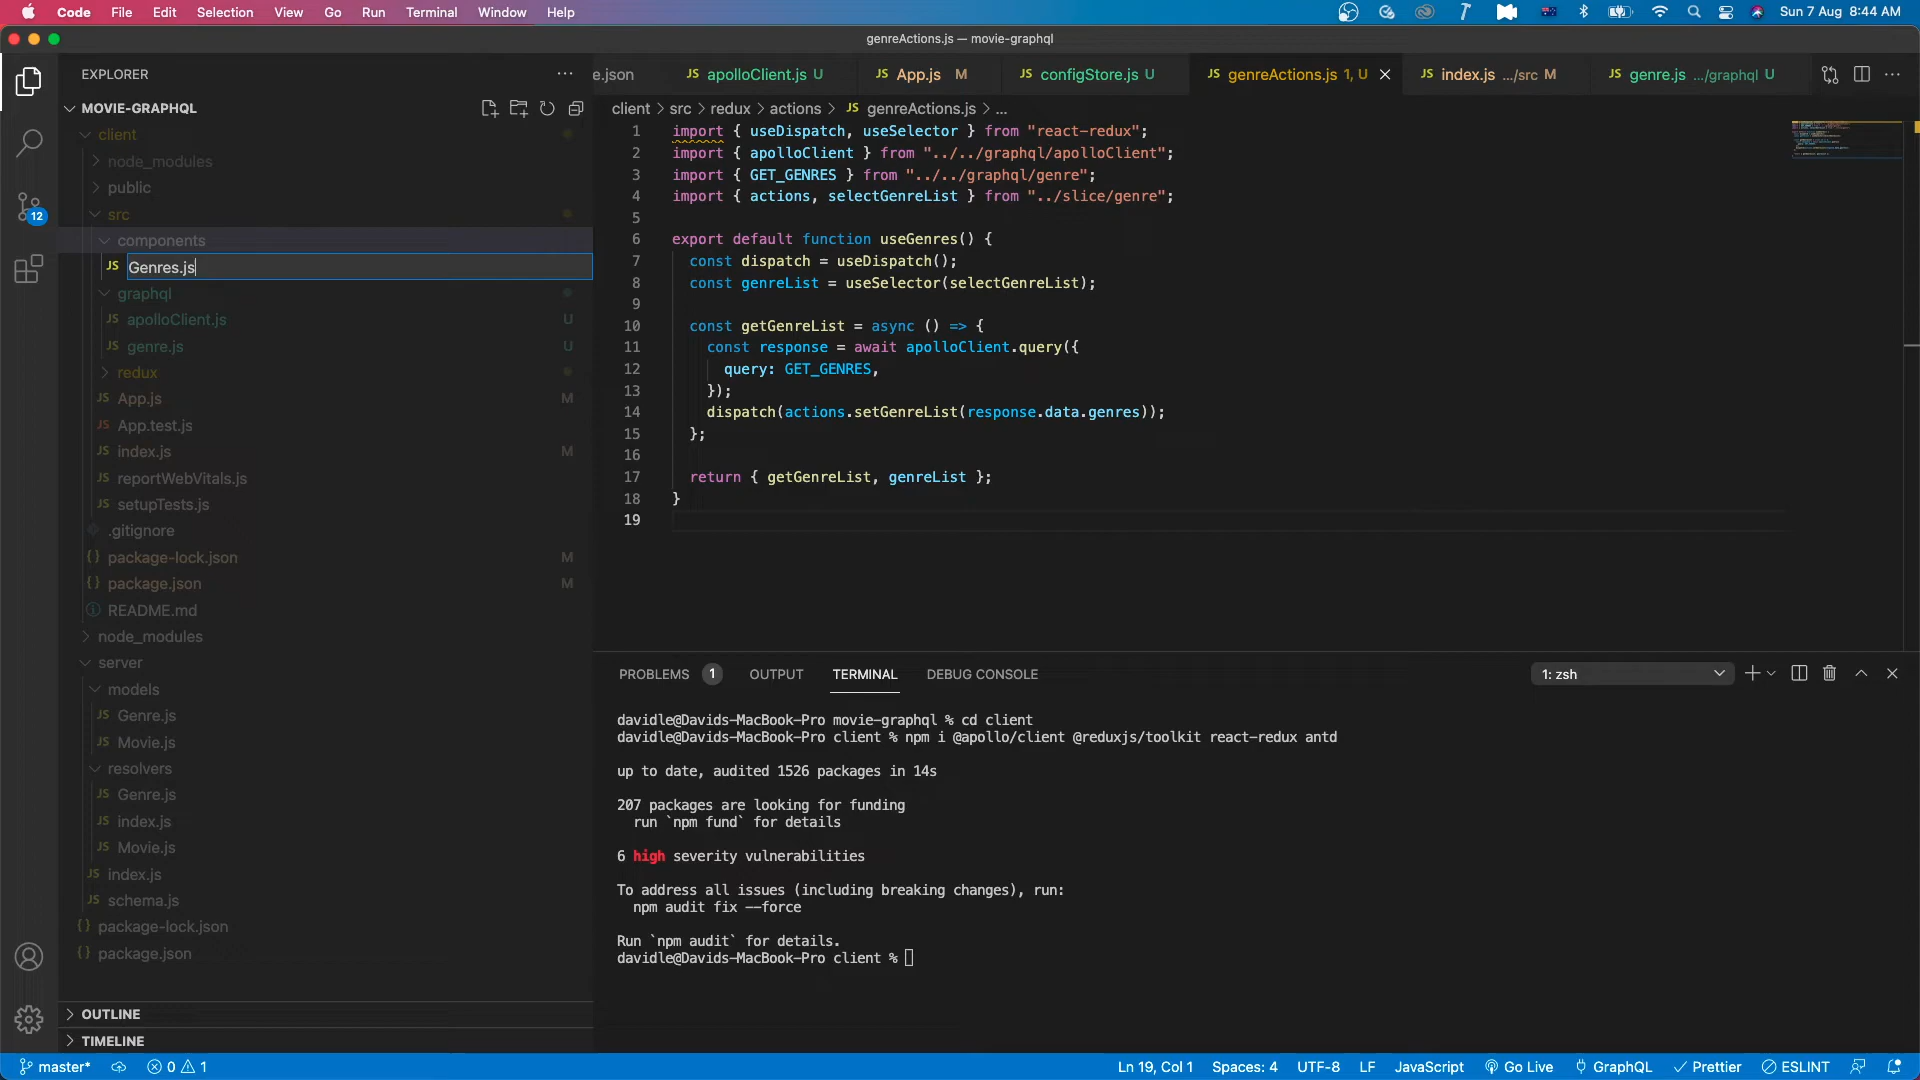 Code File Edit Selection View Go Run Terminal Window Help
Sun 7 Aug 8:44 AM
genreActions.js — movie-graphql
EXPLORER
MOVIE-GRAPHQL
client
node_modules
public
src
components
Genres.js
graphql
apolloClient.js U
genre.js U
redux
App.js M
App.test.js
index.js M
reportWebVitals.js
setupTests.js
.gitignore
package-lock.json M
package.json M
README.md
node_modules
server
models
Genre.js
Movie.js
resolvers
Genre.js
index.js
Movie.js
index.js
schema.js
package-lock.json
package.json
OUTLINE
TIMELINE
12
e.json JS apolloClient.js U JS App.js M JS configStore.js U JS genreActions.js 1, U JS index.js .../src M JS genre.js .../graphql U
client > src > redux > actions > JS genreActions.js > ...
1 import { useDispatch, useSelector } from "react-redux";
2 import { apolloClient } from "../../graphql/apolloClient";
3 import { GET_GENRES } from "../../graphql/genre";
4 import { actions, selectGenreList } from "../slice/genre";
5
6 export default function useGenres() {
7 const dispatch = useDispatch();
8 const genreList = useSelector(selectGenreList);
9
10 const getGenreList = async () => {
11 const response = await apolloClient.query({
12 query: GET_GENRES,
13 });
14 dispatch(actions.setGenreList(response.data.genres));
15 };
16
17 return { getGenreList, genreList };
18 }
19
PROBLEMS 1 OUTPUT TERMINAL DEBUG CONSOLE
1: zsh
davidle@Davids-MacBook-Pro movie-graphql % cd client
davidle@Davids-MacBook-Pro client % npm i @apollo/client @reduxjs/toolkit react-redux antd
up to date, audited 1526 packages in 14s
207 packages are looking for funding
run `npm fund` for details
6 high severity vulnerabilities
To address all issues (including breaking changes), run:
npm audit fix --force
Run `npm audit` for details.
davidle@Davids-MacBook-Pro client %
master* 0 1
Ln 19, Col 1 Spaces: 4 UTF-8 LF JavaScript Go Live GraphQL Prettier ESLINT